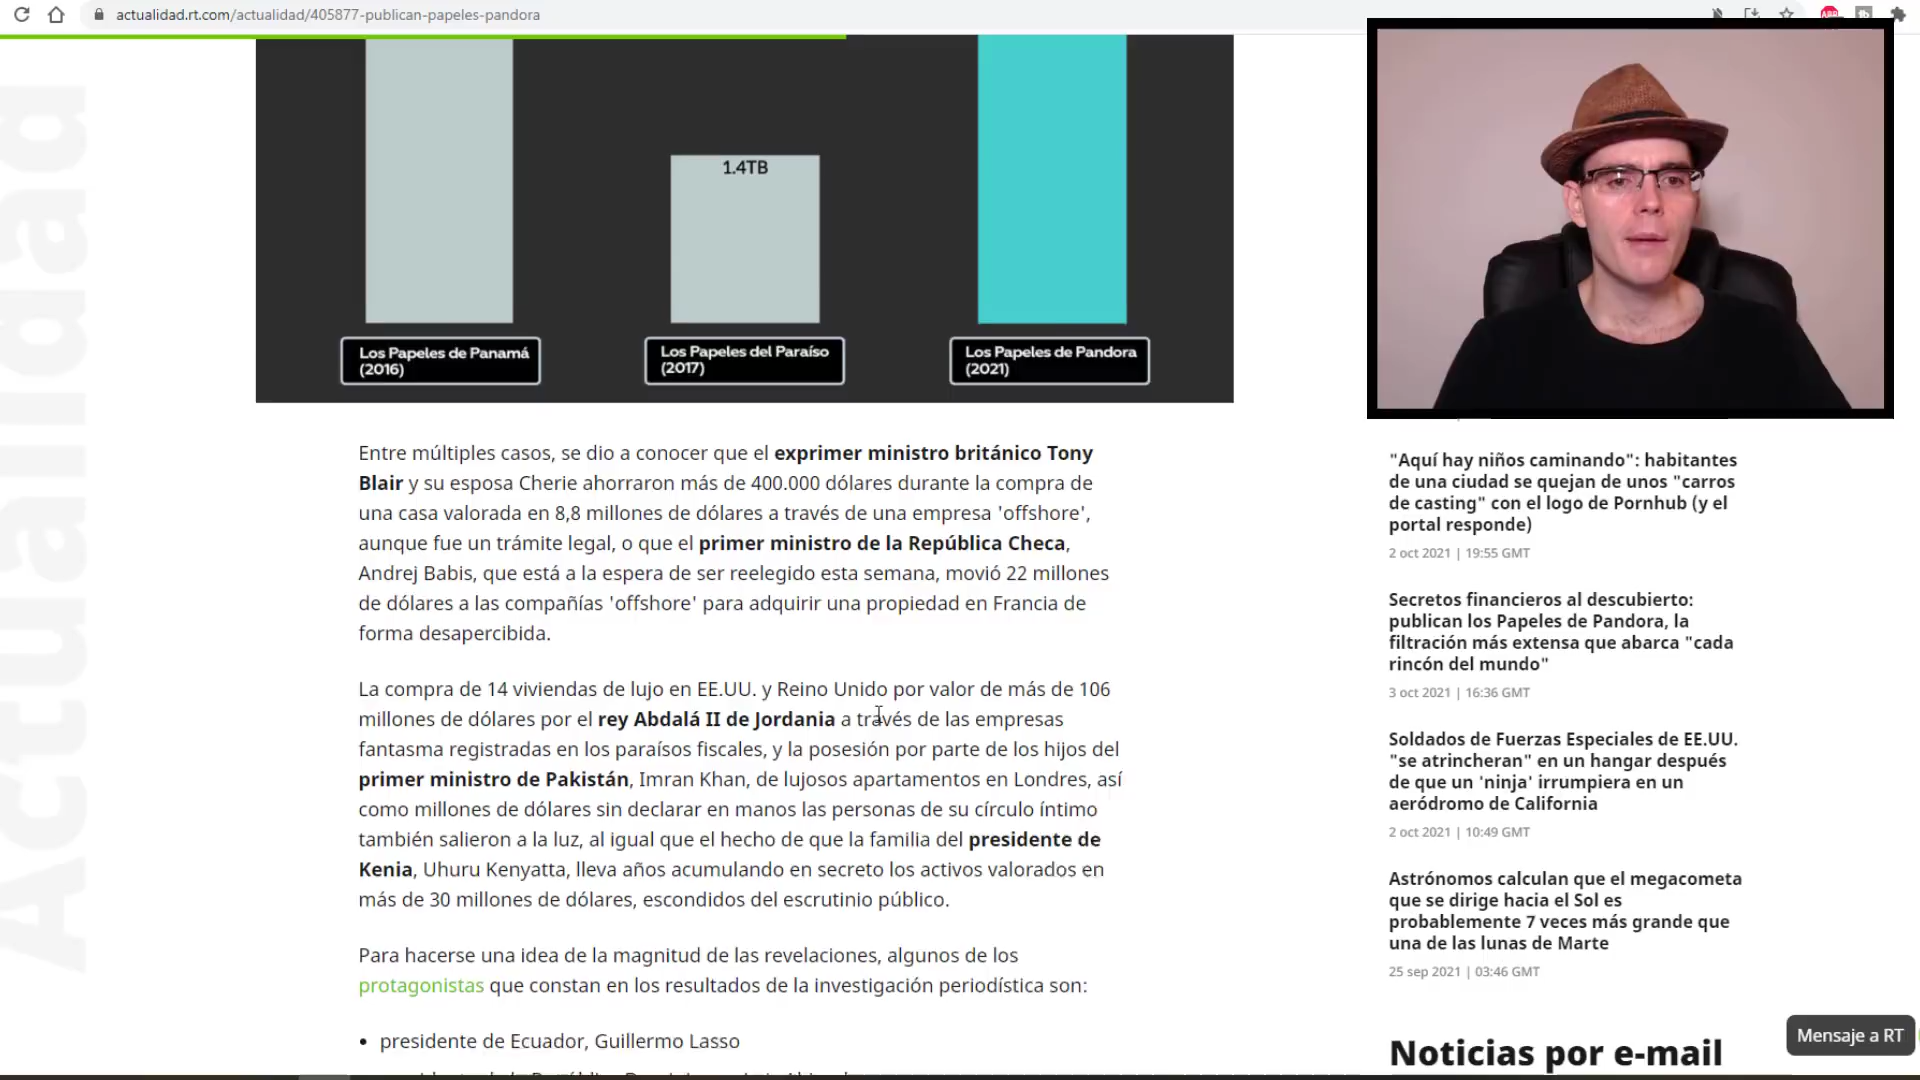 actualidad.rt.com/actualidad/405877-publican-papeles-pandora
Actualidad
1.4TB
Los Papeles de Panamá
(2016)
Los Papeles del Paraíso
(2017)
Los Papeles de Pandora
(2021)
Entre múltiples casos, se dio a conocer que el exprimer ministro británico Tony
Blair y su esposa Cherie ahorraron más de 400.000 dólares durante la compra de
una casa valorada en 8,8 millones de dólares a través de una empresa 'offshore',
aunque fue un trámite legal, o que el primer ministro de la República Checa,
Andrej Babis, que está a la espera de ser reelegido esta semana, movió 22 millones
de dólares a las compañías 'offshore' para adquirir una propiedad en Francia de
forma desapercibida.
La compra de 14 viviendas de lujo en EE.UU. y Reino Unido por valor de más de 106
millones de dólares por el rey Abdalá II de Jordania a través de las empresas
fantasma registradas en los paraísos fiscales, y la posesión por parte de los hijos del
primer ministro de Pakistán, Imran Khan, de lujosos apartamentos en Londres, así
como millones de dólares sin declarar en manos las personas de su círculo íntimo
también salieron a la luz, al igual que el hecho de que la familia del presidente de
Kenia, Uhuru Kenyatta, lleva años acumulando en secreto los activos valorados en
más de 30 millones de dólares, escondidos del escrutinio público.
Para hacerse una idea de la magnitud de las revelaciones, algunos de los
protagonistas que constan en los resultados de la investigación periodística son:
• presidente de Ecuador, Guillermo Lasso
"Aquí hay niños caminando": habitantes
de una ciudad se quejan de unos "carros
de casting" con el logo de Pornhub (y el
portal responde)
2 oct 2021 | 19:55 GMT
Secretos financieros al descubierto:
publican los Papeles de Pandora, la
filtración más extensa que abarca "cada
rincón del mundo"
3 oct 2021 | 16:36 GMT
Soldados de Fuerzas Especiales de EE.UU.
"se atrincheran" en un hangar después
de que un 'ninja' irrumpiera en un
aeródromo de California
2 oct 2021 | 10:49 GMT
Astrónomos calculan que el megacometa
que se dirige hacia el Sol es
probablemente 7 veces más grande que
una de las lunas de Marte
25 sep 2021 | 03:46 GMT
Noticias por e-mail
Mensaje a RT